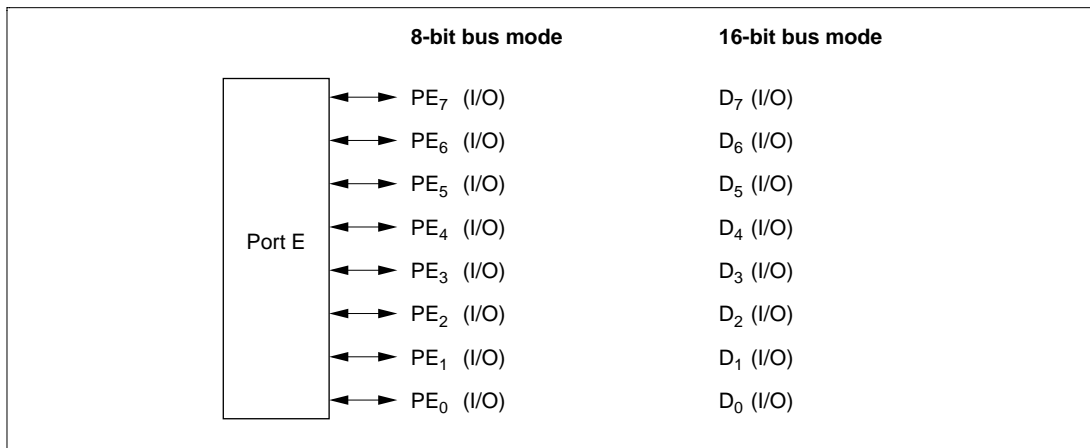 8-bit bus mode 16-bit bus mode
PE7 (I/O) D7 (I/O)
PE6 (I/O) D6 (I/O)
PE5 (I/O) D5 (I/O)
PE4 (I/O) D4 (I/O)
Port E
PE3 (I/O) D3 (I/O)
PE2 (I/O) D2 (I/O)
PE1 (I/O) D1 (I/O)
PE0 (I/O) D0 (I/O)